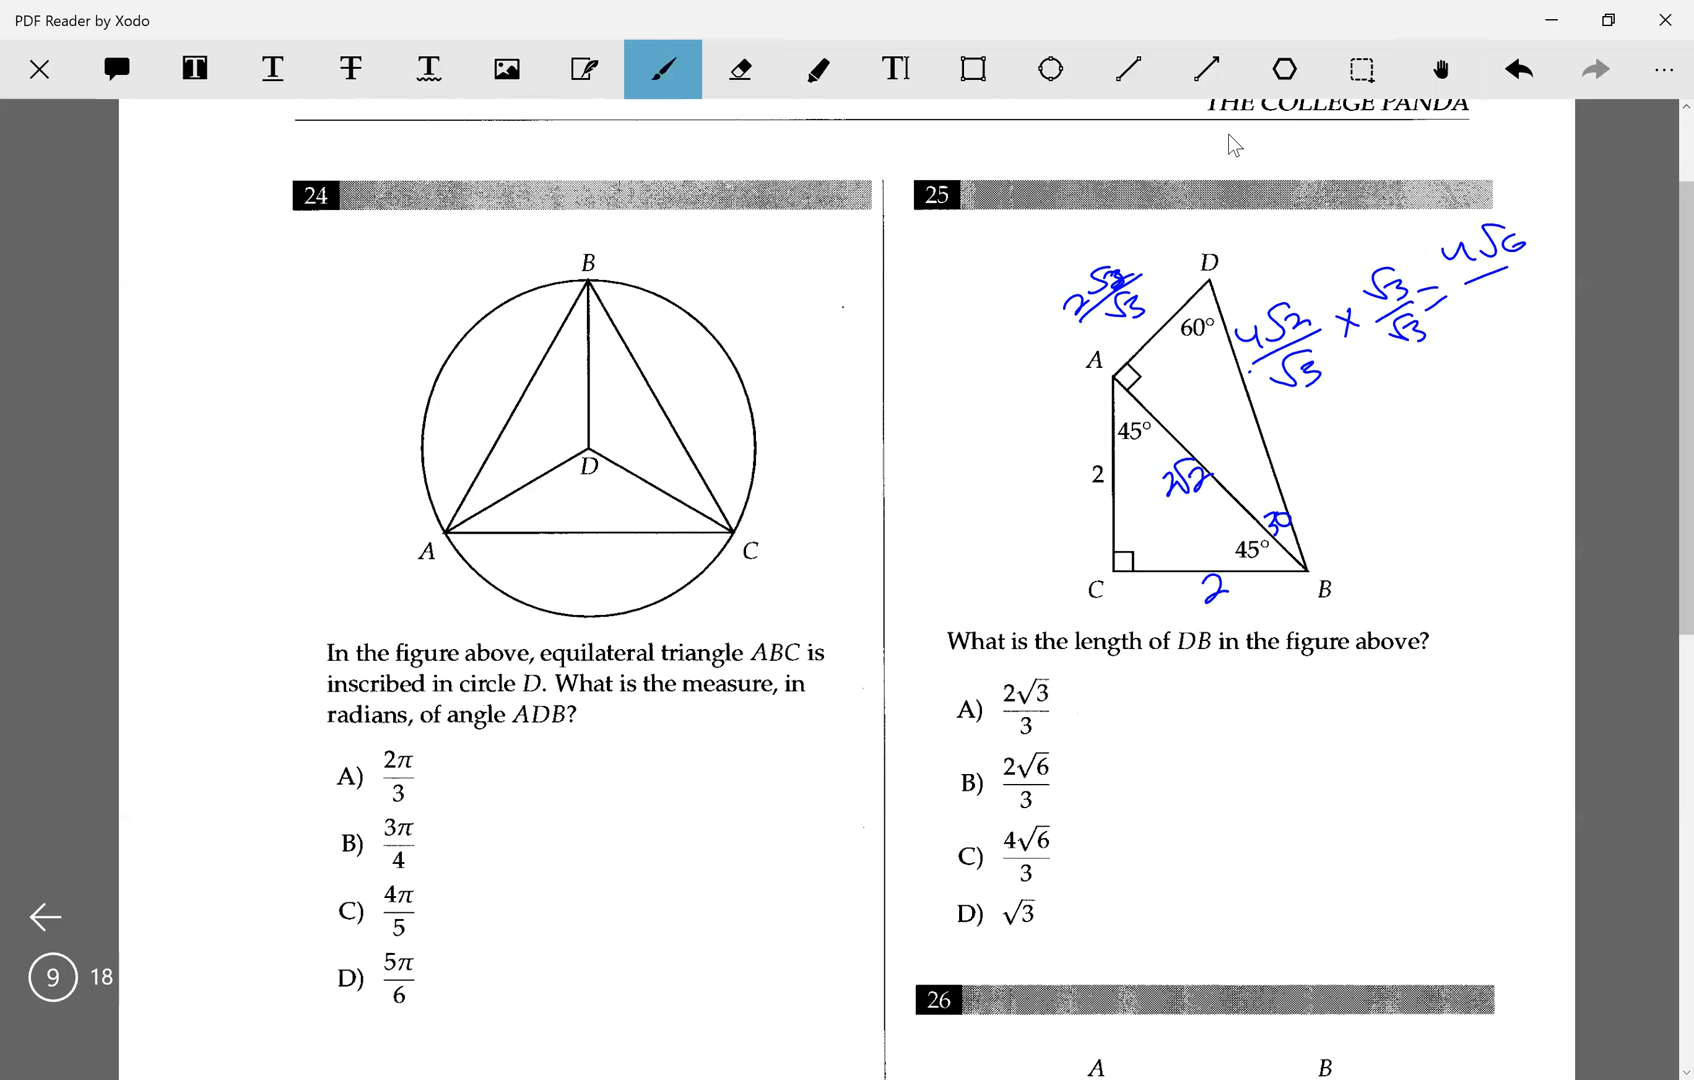 PDF Reader by Xodo
THE COLLEGE PANDA
24
B
D
A
C
In the figure above, equilateral triangle ABC is
inscribed in circle D. What is the measure, in
radians, of angle ADB?
A) 2π/3
B) 3π/4
C) 4π/5
D) 5π/6
25
D
60°
A
45°
2
45°
C
B
2√2/√3
4√2/√3 × √3/√3 = 4√6
2√2
30
2
What is the length of DB in the figure above?
A) 2√3/3
B) 2√6/3
C) 4√6/3
D) √3
26
A
B
9
18